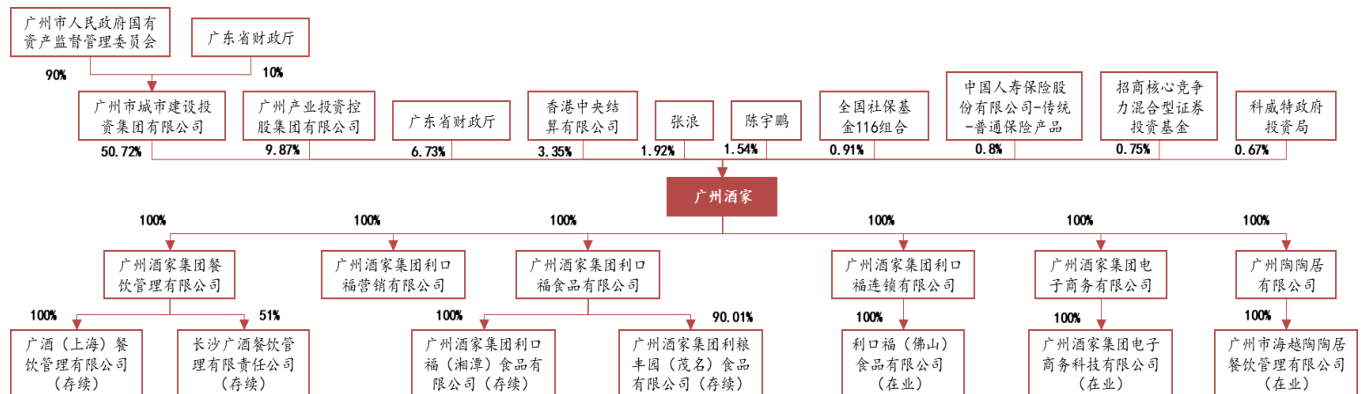 广州市人民政府国有
资产监督管理委员会
广东省财政厅
90%
10%
广州市城市建设投
资集团有限公司
广州产业投资控
股集团有限公司
广东省财政厅
香港中央结
算有限公司
张浪
陈宇鹏
全国社保基
金116组合
中国人寿保险股
份有限公司-传统
-普通保险产品
招商核心竞争
力混合型证券
投资基金
科威特政府
投资局
50.72%
9.87%
6.73%
3.35%
1.92%
1.54%
0.91%
0.8%
0.75%
0.67%
广州酒家
100%
100%
100%
100%
100%
100%
广州酒家集团餐
饮管理有限公司
广州酒家集团利口
福营销有限公司
广州酒家集团利口
福食品有限公司
广州酒家集团利口
福连锁有限公司
广州酒家集团电
子商务有限公司
广州陶陶居
有限公司
100%
51%
100%
90.01%
100%
100%
100%
广酒（上海）餐
饮管理有限公司
（存续）
长沙广酒餐饮管
理有限责任公司
（存续）
广州酒家集团利口
福（湘潭）食品有
限公司（存续）
广州酒家集团利粮
丰园（茂名）食品
有限公司（存续）
利口福（佛山）
食品有限公司
（在业）
广州酒家集团电子
商务科技有限公司
（在业）
广州市海越陶陶居
餐饮管理有限公司
（在业）